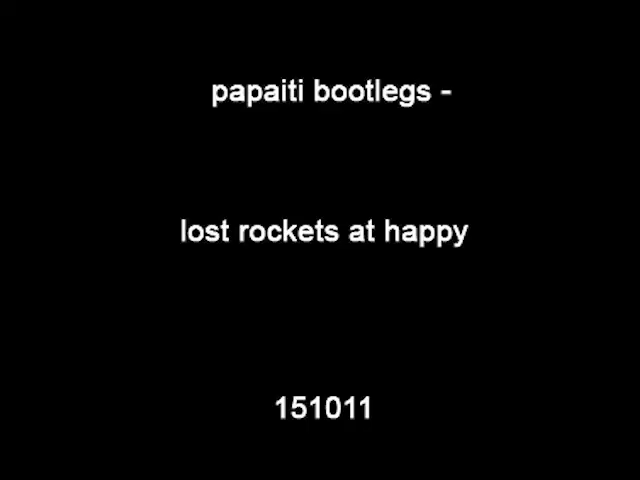 papaiti bootlegs -
lost rockets at happy
151011